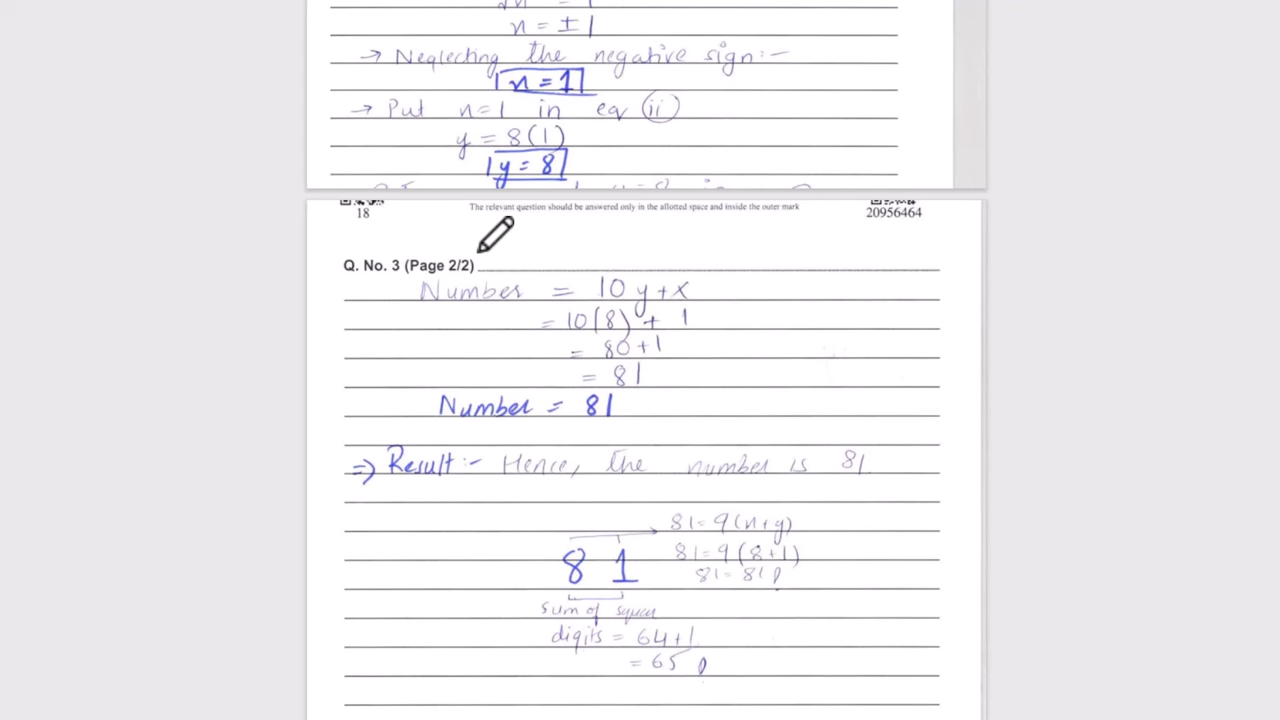 n = ± 1
→ Neglecting the negative sign:-
n = 1
→ Put n=1 in eq (ii)
y = 8(1)
y = 8
18
The relevant question should be answered only in the allotted space and inside the outer mark
20956464
Q. No. 3 (Page 2/2)
Number = 10y+x
= 10(8) + 1
= 80+1
= 81
Number = 81
⇒ Result:- Hence, the number is 81
81=9(n+y)
81=9(8+1)
81=81
8 1
sum of square
digits = 64+1
= 65